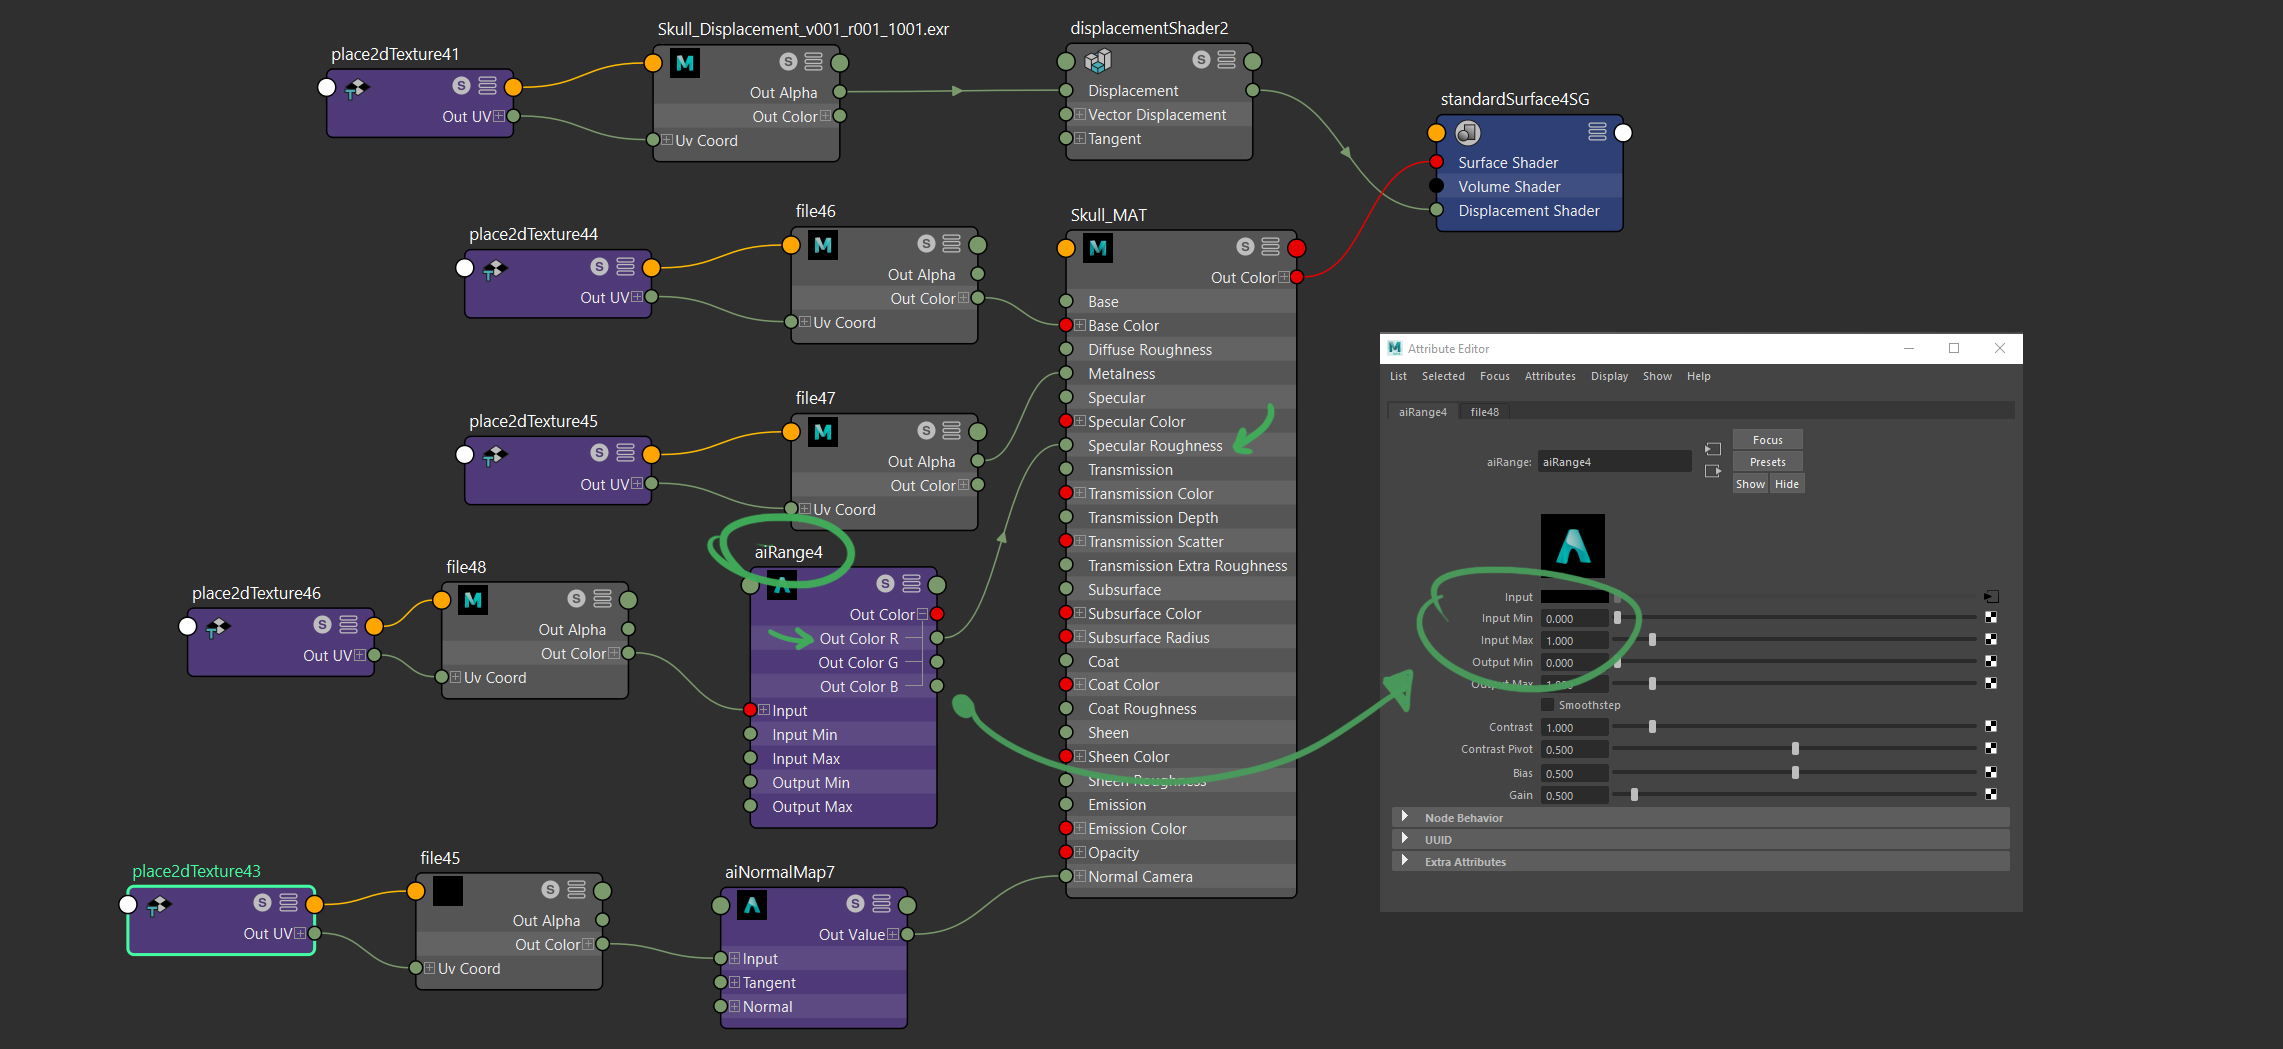 place2dTexture41
Out UV
Skull_Displacement_v001_r001_1001.exr
Out Alpha
Out Color
Uv Coord
displacementShader2
Displacement
Vector Displacement
Tangent
standardSurface4SG
Surface Shader
Volume Shader
Displacement Shader
place2dTexture44
Out UV
file46
Out Alpha
Out Color
Uv Coord
place2dTexture45
Out UV
file47
Out Alpha
Out Color
Uv Coord
place2dTexture46
Out UV
file48
Out Alpha
Out Color
Uv Coord
aiRange4
Out Color
Out Color R
Out Color G
Out Color B
Input
Input Min
Input Max
Output Min
Output Max
place2dTexture43
Out UV
file45
Out Alpha
Out Color
Uv Coord
aiNormalMap7
Out Value
Input
Tangent
Normal
Skull_MAT
Out Color
Base
Base Color
Diffuse Roughness
Metalness
Specular
Specular Color
Specular Roughness
Transmission
Transmission Color
Transmission Depth
Transmission Scatter
Transmission Extra Roughness
Subsurface
Subsurface Color
Subsurface Radius
Coat
Coat Color
Coat Roughness
Sheen
Sheen Color
Sheen Roughness
Emission
Emission Color
Opacity
Normal Camera
Attribute Editor
List Selected Focus Attributes Display Show Help
aiRange4 file48
Focus
aiRange: aiRange4
Presets
Show Hide
Input
Input Min 0.000
Input Max 1.000
Output Min 0.000
Output Max 1.000
Smoothstep
Contrast 1.000
Contrast Pivot 0.500
Bias 0.500
Gain 0.500
Node Behavior
UUID
Extra Attributes